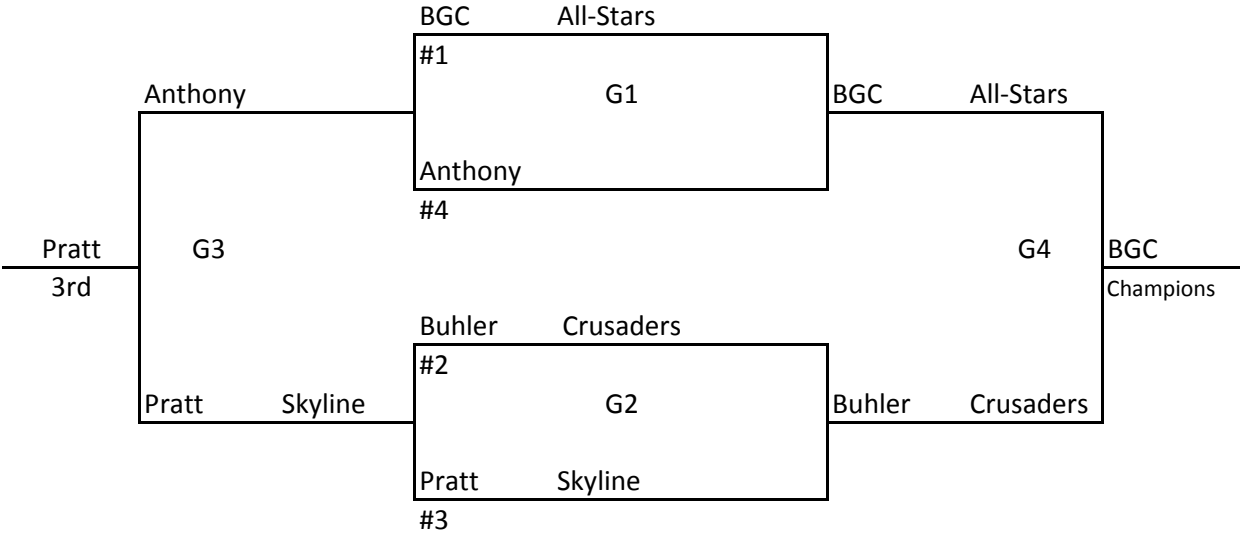 BGC All-Stars
#1
Anthony G1 BGC All-Stars
Anthony
#4
Pratt G3 G4 BGC
3rd Champions
Buhler Crusaders
#2
Pratt Skyline G2 Buhler Crusaders
Pratt Skyline
#3